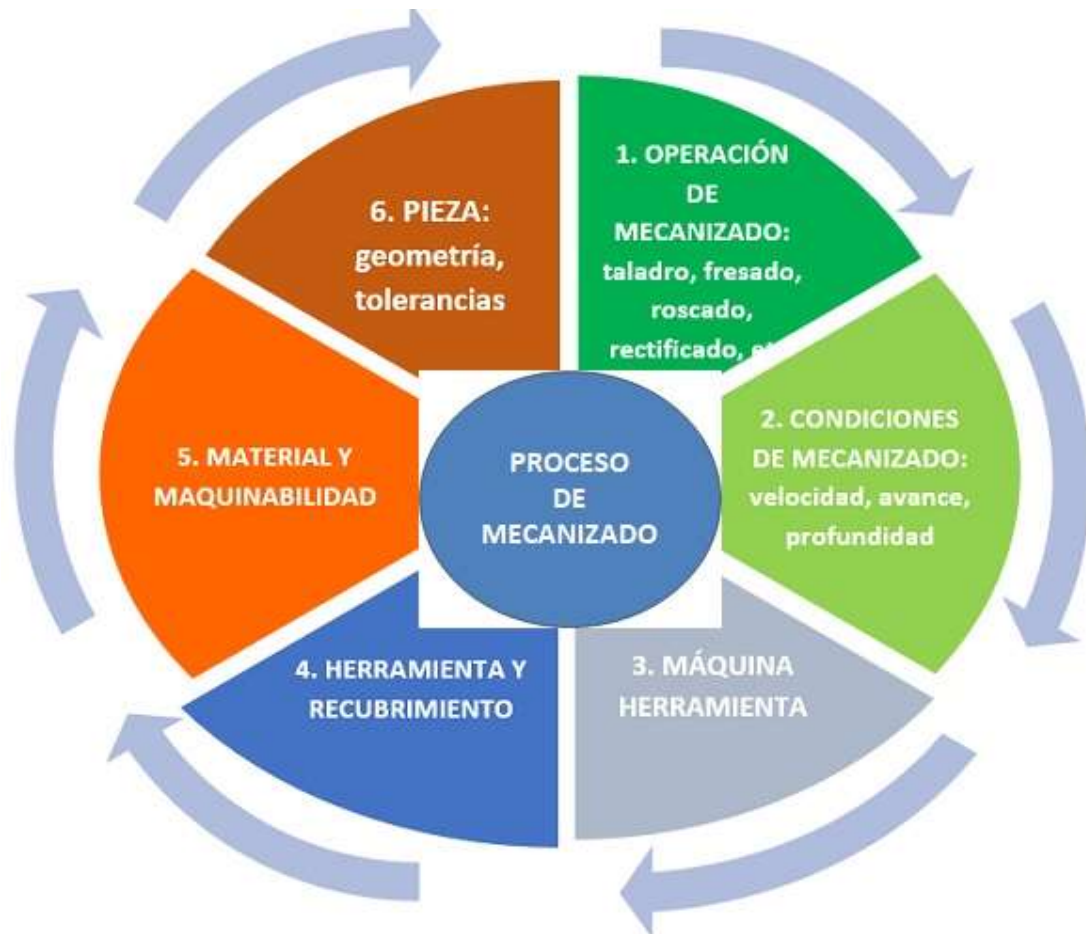 1. OPERACIÓN
DE
MECANIZADO:
taladro, fresado,
roscado,
rectificado,
2. CONDICIONES
DE MECANIZADO:
velocidad, avance,
profundidad
3. MÁQUINA
HERRAMIENTA
4. HERRAMIENTA Y
RECUBRIMIENTO
5. MATERIAL Y
MAQUINABILIDAD
6. PIEZA:
geometría,
tolerancias
PROCESO
DE
MECANIZADO